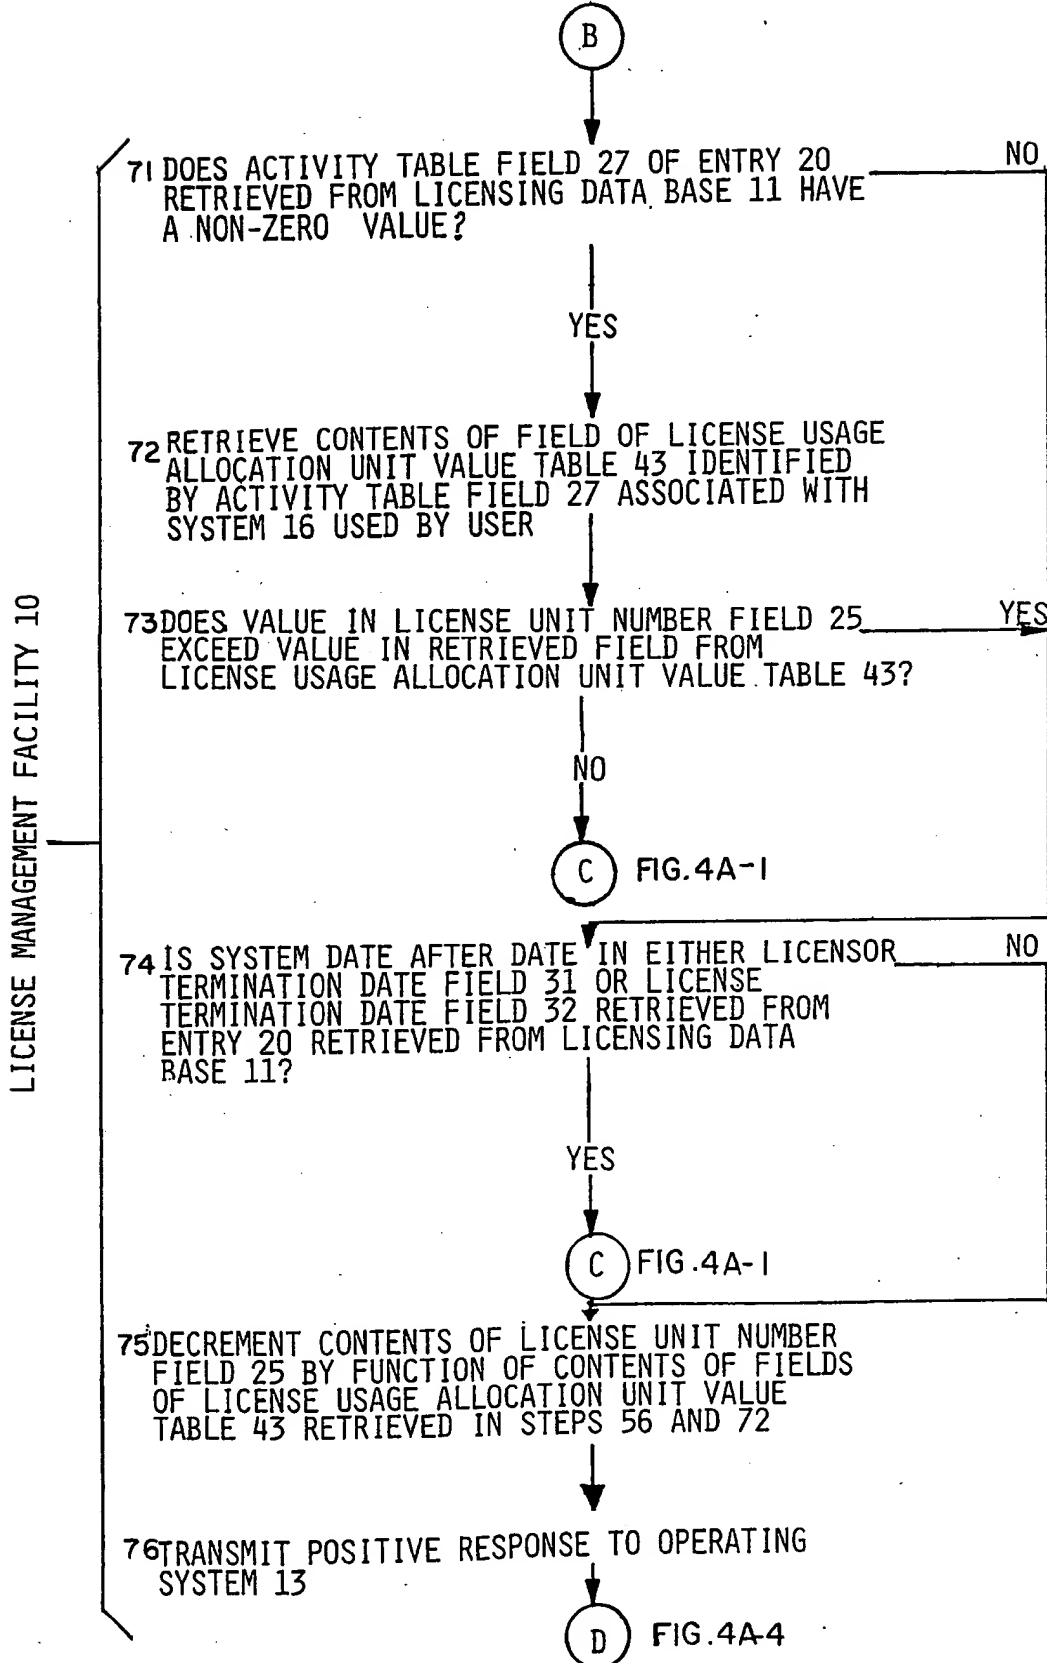 B
71 DOES ACTIVITY TABLE FIELD 27 OF ENTRY 20 NO
RETRIEVED FROM LICENSING DATA BASE 11 HAVE
A NON-ZERO VALUE?
YES
72 RETRIEVE CONTENTS OF FIELD OF LICENSE USAGE
ALLOCATION UNIT VALUE TABLE 43 IDENTIFIED
BY ACTIVITY TABLE FIELD 27 ASSOCIATED WITH
SYSTEM 16 USED BY USER
73 DOES VALUE IN LICENSE UNIT NUMBER FIELD 25 YES
EXCEED VALUE IN RETRIEVED FIELD FROM
LICENSE USAGE ALLOCATION UNIT VALUE TABLE 43?
NO
C FIG.4A-1
LICENSE MANAGEMENT FACILITY 10
74 IS SYSTEM DATE AFTER DATE IN EITHER LICENSOR NO
TERMINATION DATE FIELD 31 OR LICENSE
TERMINATION DATE FIELD 32 RETRIEVED FROM
ENTRY 20 RETRIEVED FROM LICENSING DATA
BASE 11?
YES
C FIG.4A-1
75 DECREMENT CONTENTS OF LICENSE UNIT NUMBER
FIELD 25 BY FUNCTION OF CONTENTS OF FIELDS
OF LICENSE USAGE ALLOCATION UNIT VALUE
TABLE 43 RETRIEVED IN STEPS 56 AND 72
76 TRANSMIT POSITIVE RESPONSE TO OPERATING
SYSTEM 13
D FIG.4A-4